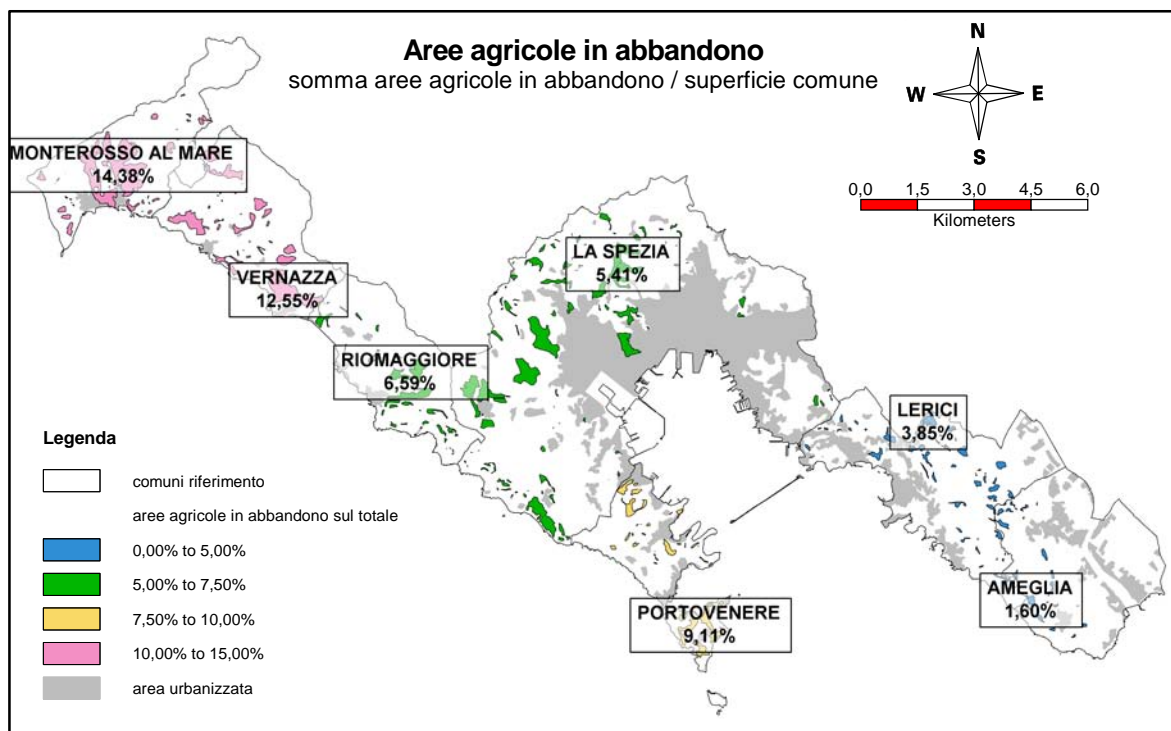 Aree agricole in abbandono
somma aree agricole in abbandono / superficie comune
N
W
E
S
0,0 1,5 3,0 4,5 6,0
Kilometers
MONTEROSSO AL MARE
14,38%
VERNAZZA
12,55%
RIOMAGGIORE
6,59%
LA SPEZIA
5,41%
LERICI
3,85%
AMEGLIA
1,60%
PORTOVENERE
9,11%
Legenda
comuni riferimento
aree agricole in abbandono sul totale
0,00% to 5,00%
5,00% to 7,50%
7,50% to 10,00%
10,00% to 15,00%
area urbanizzata